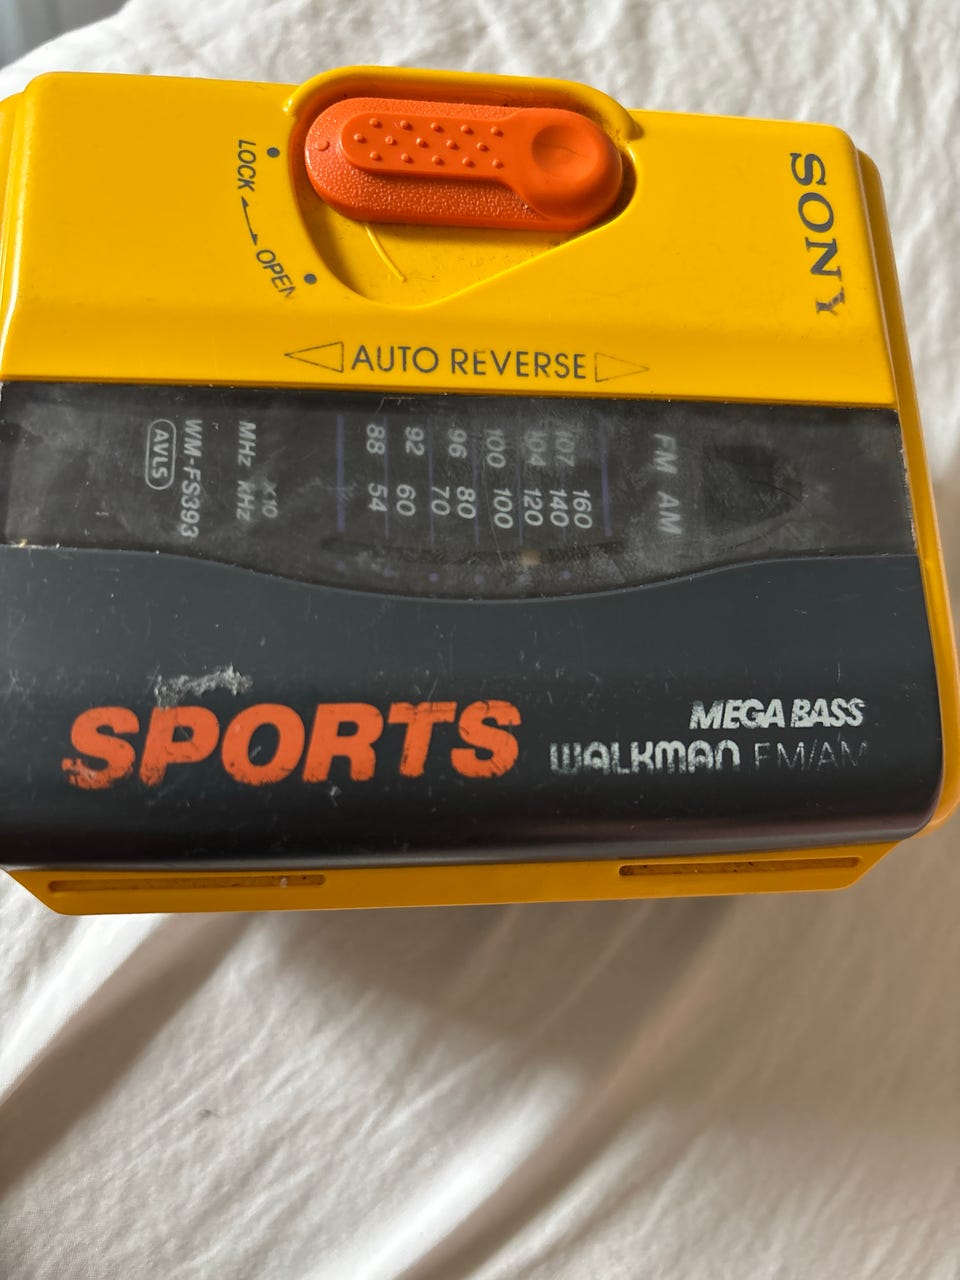 SONY
LOCK
OPEN
AUTO REVERSE
FM 88 92 96 100 104 107 MHz
AM 54 60 70 80 100 120 140 160 kHz x10
WM-FS393
AVLS
SPORTS
MEGA BASS
WALKMAN FM/AM